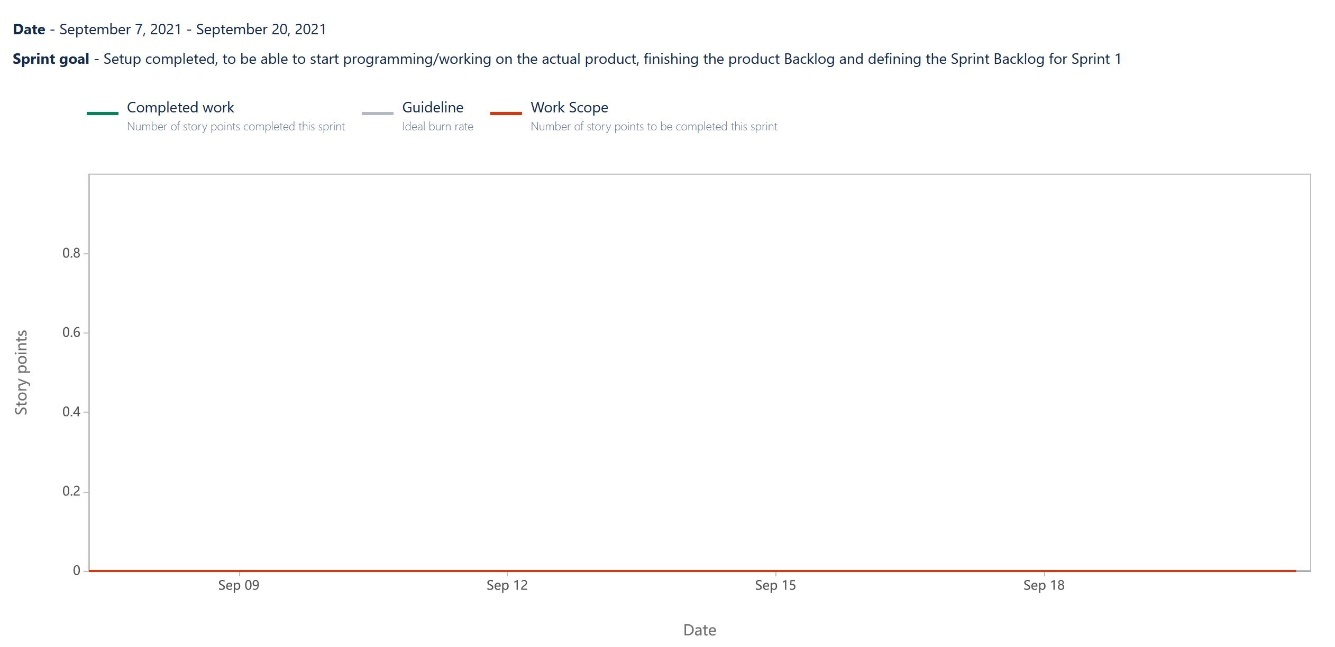 Date - September 7, 2021 - September 20, 2021
Sprint goal - Setup completed, to be able to start programming/working on the actual product, finishing the product Backlog and defining the Sprint Backlog for Sprint 1
Completed work Guideline Work Scope
Number of story points completed this sprint Ideal burn rate Number of story points to be completed this sprint
0.8
0.6
0.4
0.2
0
Story points
Sep 09 Sep 12 Sep 15 Sep 18
Date